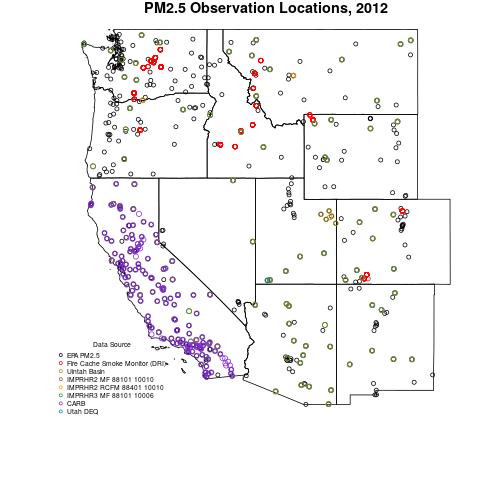 PM2.5 Observation Locations, 2012
Data Source
EPA PM2.5
Fire Cache Smoke Monitor (DRI)
Uintah Basin
IMPRHR2 MF 88101 10010
IMPRHR2 RCFM 88401 10010
IMPRHR3 MF 88101 10006
CARB
Utah DEQ